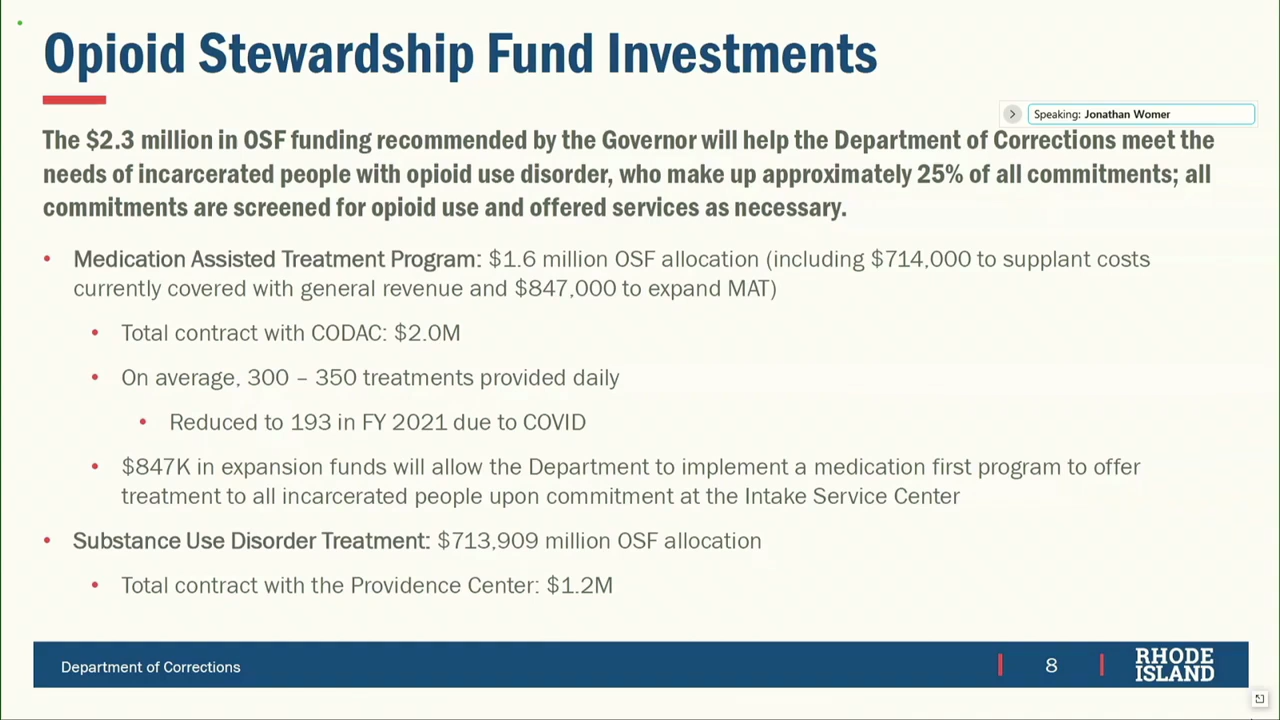 Opioid Stewardship Fund Investments
Speaking: Jonathan Womer
The $2.3 million in OSF funding recommended by the Governor will help the Department of Corrections meet the
needs of incarcerated people with opioid use disorder, who make up approximately 25% of all commitments; all
commitments are screened for opioid use and offered services as necessary.
• Medication Assisted Treatment Program: $1.6 million OSF allocation (including $714,000 to supplant costs
currently covered with general revenue and $847,000 to expand MAT)
• Total contract with CODAC: $2.0M
• On average, 300 – 350 treatments provided daily
• Reduced to 193 in FY 2021 due to COVID
• $847K in expansion funds will allow the Department to implement a medication first program to offer
treatment to all incarcerated people upon commitment at the Intake Service Center
• Substance Use Disorder Treatment: $713,909 million OSF allocation
• Total contract with the Providence Center: $1.2M
Department of Corrections
8
RHODE
ISLAND